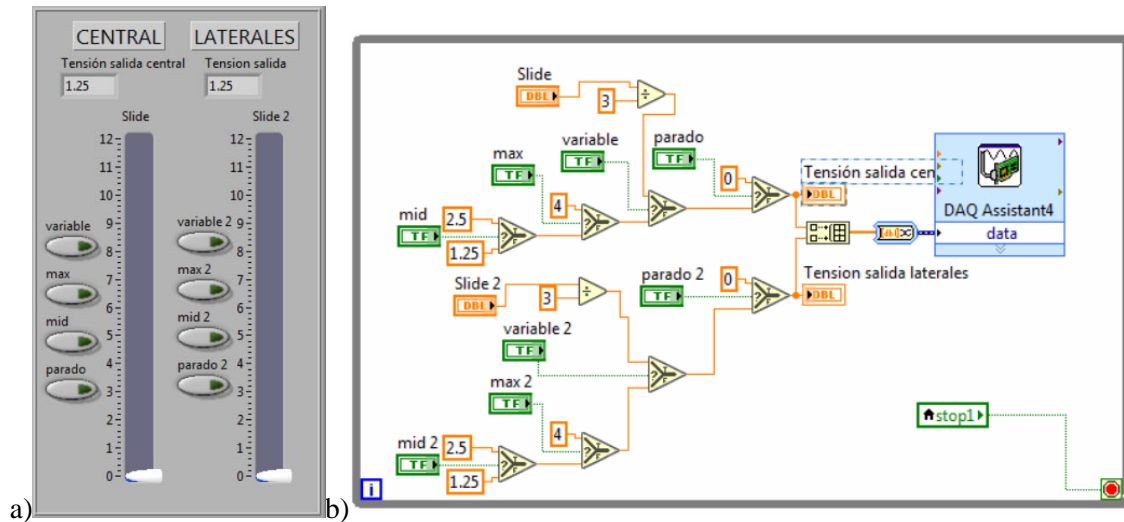 CENTRAL
LATERALES
Tensión salida central
Tension salida
1.25
1.25
Slide
Slide 2
12
11
10
9
8
7
6
5
4
3
2
1
0
12
11
10
9
8
7
6
5
4
3
2
1
0
variable
max
mid
parado
variable 2
max 2
mid 2
parado 2
a)
b)
Slide
DBL
3
÷
variable
TF
parado
TF
max
TF
mid
TF
2.5
1.25
4
0
? T F
? T F
? T F
? T F
Tensión salida cen
DBL
DAQ Assistant4
data
Slide 2
DBL
3
÷
parado 2
TF
0
Tension salida laterales
DBL
variable 2
TF
max 2
TF
4
mid 2
TF
2.5
1.25
? T F
? T F
? T F
? T F
stop1
i